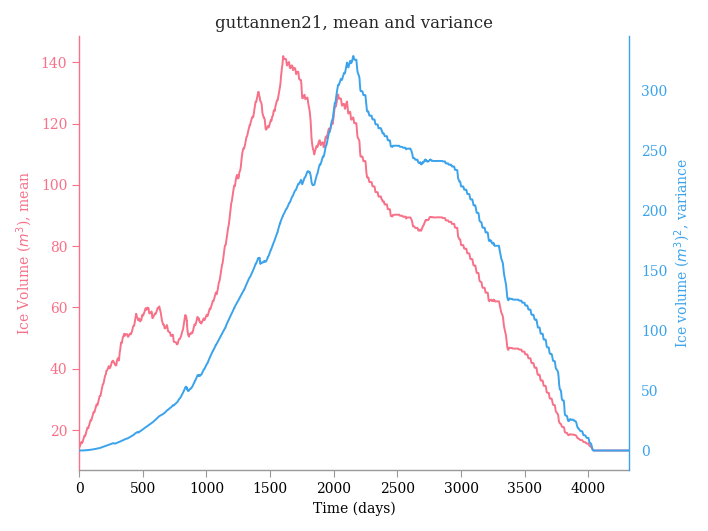 guttannen21, mean and variance
140
120
100
80
60
40
20
Ice Volume (m³), mean
300
250
200
150
100
50
0
Ice volume (m³)², variance
0 500 1000 1500 2000 2500 3000 3500 4000
Time (days)